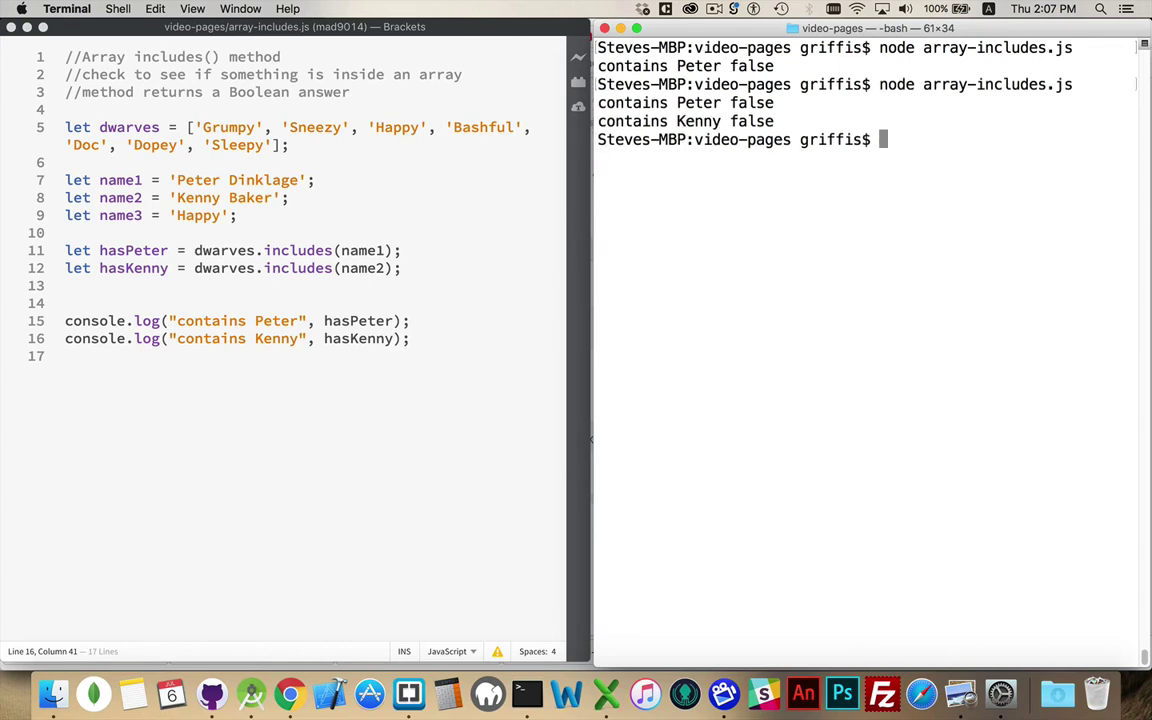 Terminal Shell Edit View Window Help
100% Thu 2:07 PM
video-pages/array-includes.js (mad9014) — Brackets
1 //Array includes() method
2 //check to see if something is inside an array
3 //method returns a Boolean answer
4
5 let dwarves = ['Grumpy', 'Sneezy', 'Happy', 'Bashful',
'Doc', 'Dopey', 'Sleepy'];
6
7 let name1 = 'Peter Dinklage';
8 let name2 = 'Kenny Baker';
9 let name3 = 'Happy';
10
11 let hasPeter = dwarves.includes(name1);
12 let hasKenny = dwarves.includes(name2);
13
14
15 console.log("contains Peter", hasPeter);
16 console.log("contains Kenny", hasKenny);
17
Line 16, Column 41 — 17 Lines
INS JavaScript Spaces: 4
video-pages — -bash — 61×34
Steves-MBP:video-pages griffis$ node array-includes.js
contains Peter false
Steves-MBP:video-pages griffis$ node array-includes.js
contains Peter false
contains Kenny false
Steves-MBP:video-pages griffis$
6
An
Ps
Fz